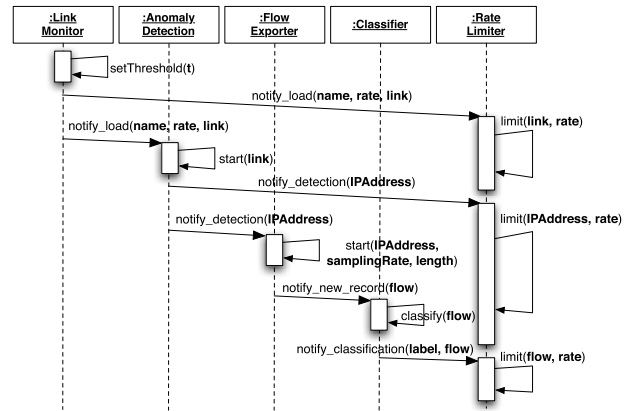 :Link
Monitor
:Anomaly
Detection
:Flow
Exporter
:Classifier
:Rate
Limiter
setThreshold(t)
notify_load(name, rate, link)
limit(link, rate)
notify_load(name, rate, link)
start(link)
notify_detection(IPAddress)
limit(IPAddress, rate)
notify_detection(IPAddress)
start(IPAddress,
samplingRate, length)
notify_new_record(flow)
classify(flow)
notify_classification(label, flow)
limit(flow, rate)